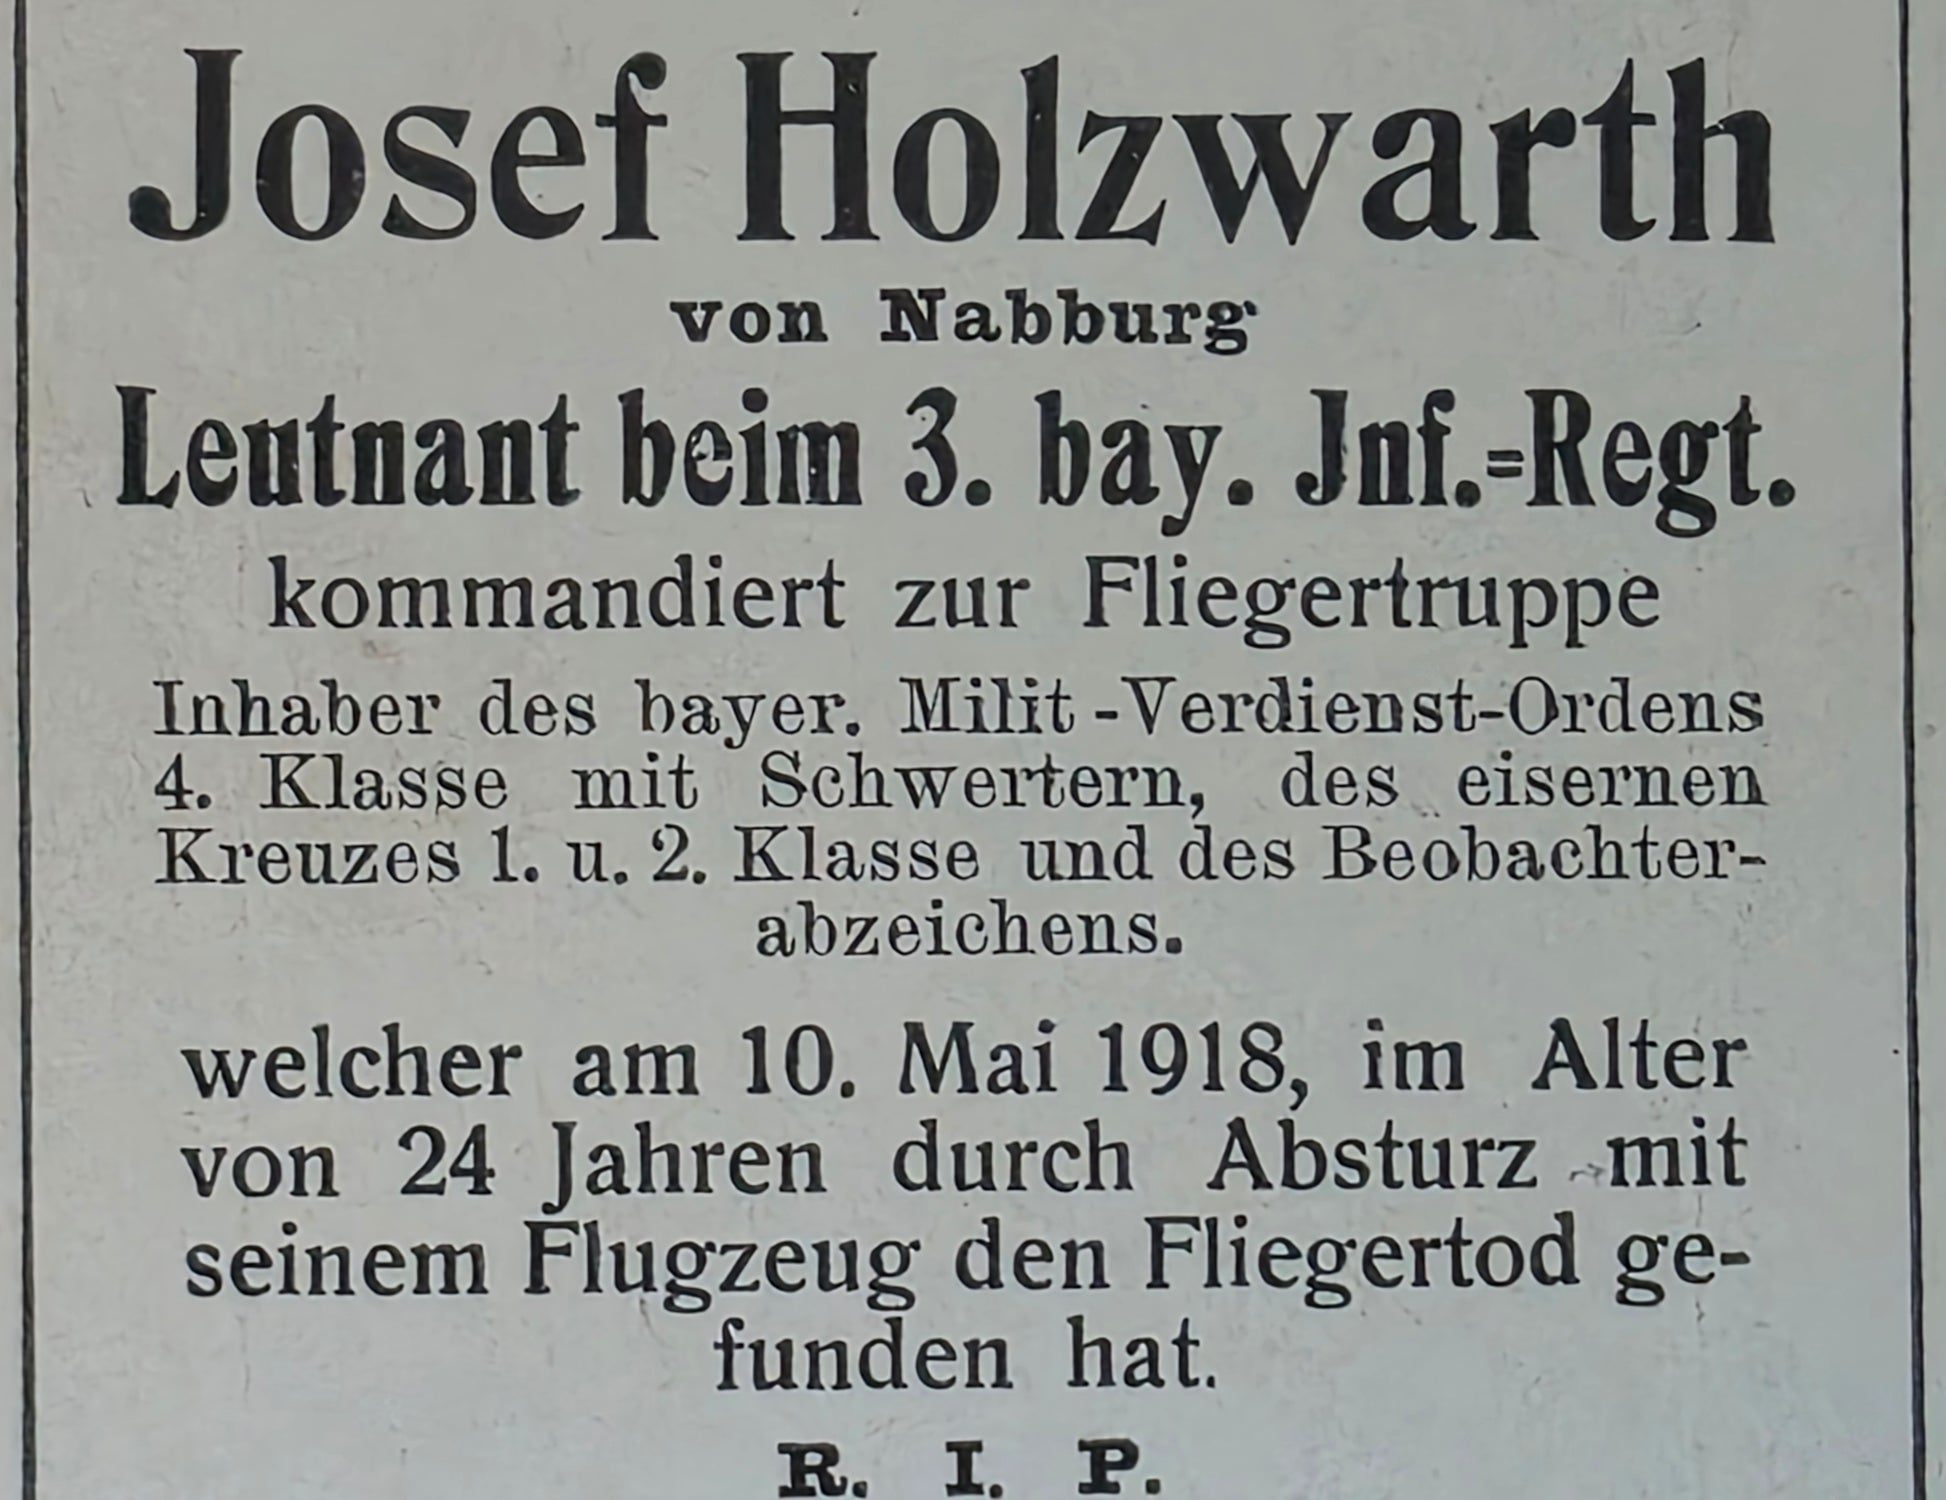 Josef Holzwarth
von Nabburg
Leutnant beim 3. bay. Jnf.=Regt.
kommandiert zur Fliegertruppe
Inhaber des bayer. Milit -Verdienst-Ordens
4. Klasse mit Schwertern, des eisernen
Kreuzes 1. u. 2. Klasse und des Beobachter-
abzeichens.
welcher am 10. Mai 1918, im Alter
von 24 Jahren durch Absturz mit
seinem Flugzeug den Fliegertod ge-
funden hat.
R. I. P.